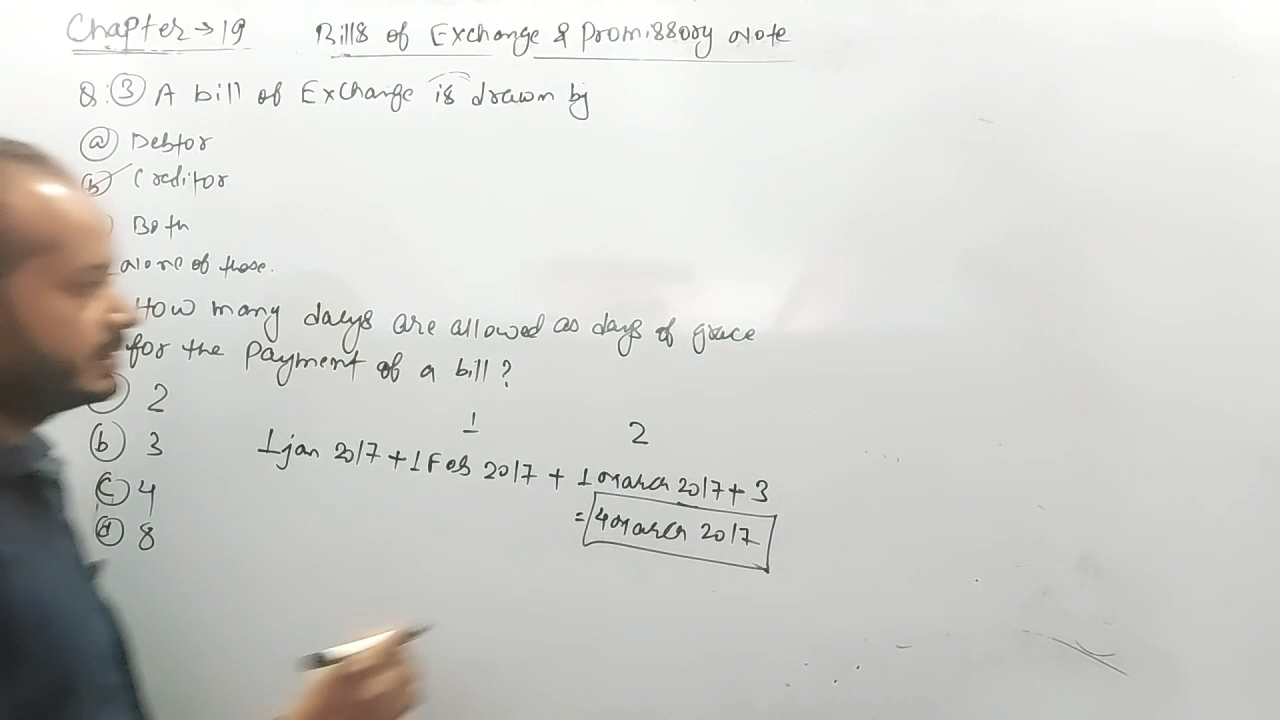 Chapter → 19 Bills of Exchange & Promissory Note
Q.③ A bill of Exchange is drawn by
ⓐ Debtor
ⓑ Creditor
Both
None of these.
How many days are allowed as days of grace
for the Payment of a bill?
2
ⓑ 3
ⓒ 4
ⓓ 8
1 2
1 jan 2017 + 1 Feb 2017 + 1 march 2017 + 3
= 4 march 2017